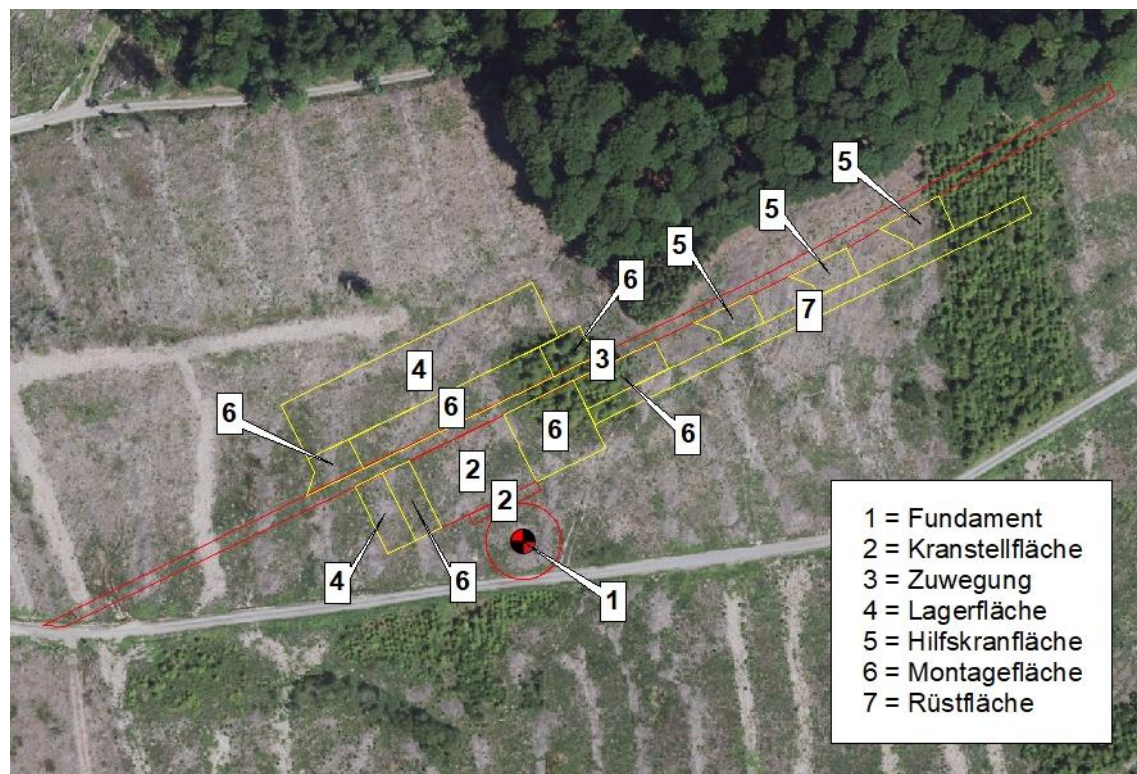 5
5
5
6
7
3
4
6
6
6
6
2
2
4
6
1
1 = Fundament
2 = Kranstellfläche
3 = Zuwegung
4 = Lagerfläche
5 = Hilfskranfläche
6 = Montagefläche
7 = Rüstfläche